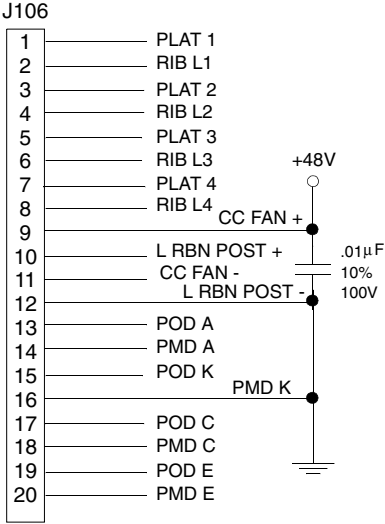 J106
1 PLAT 1
2 RIB L1
3 PLAT 2
4 RIB L2
5 PLAT 3
6 RIB L3
+48V
7 PLAT 4
8 RIB L4
CC FAN +
9
10 L RBN POST + .01µF
11 CC FAN - 10%
L RBN POST - 100V
12
13 POD A
14 PMD A
15 POD K
PMD K
16
17 POD C
18 PMD C
19 POD E
20 PMD E